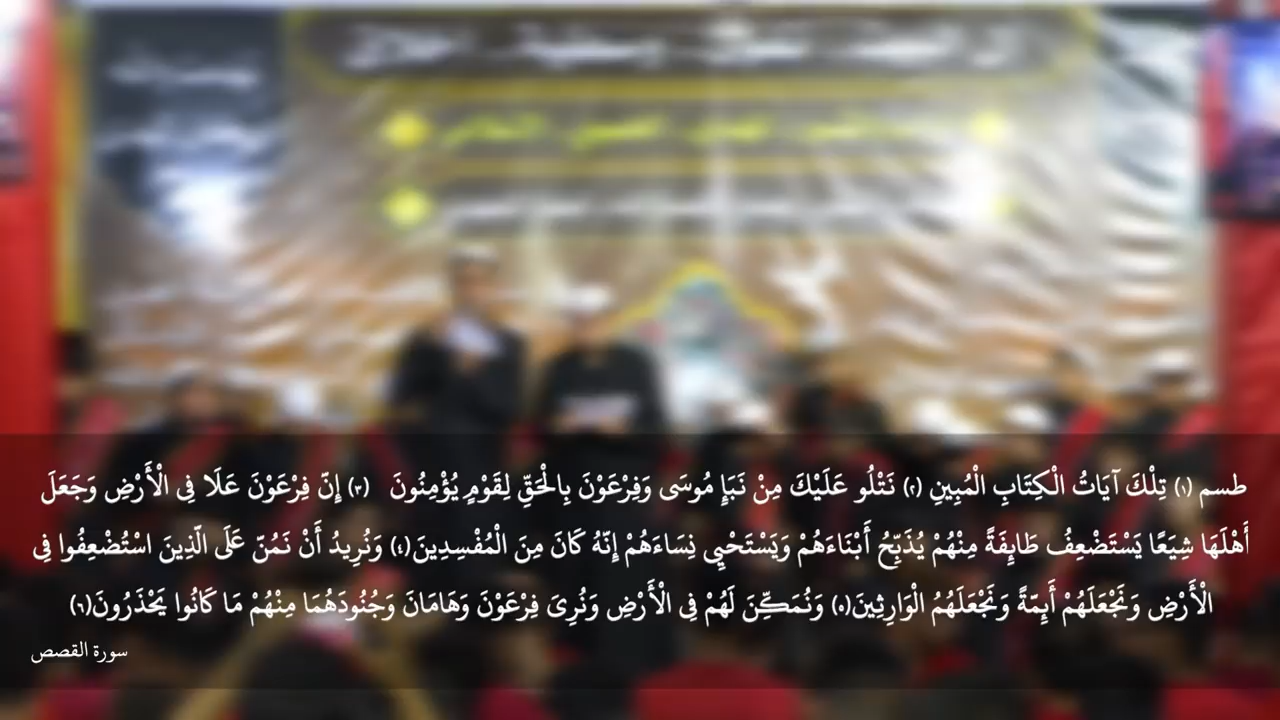 طسم (١) تِلْكَ آيَاتُ الْكِتَابِ الْمُبِينِ (٢) نَتْلُو عَلَيْكَ مِنْ نَبَإِ مُوسَى وَفِرْعَوْنَ بِالْحَقِّ لِقَوْمٍ يُؤْمِنُونَ (٣) إِنّ فِرْعَوْنَ عَلَا فِى الْأَرْضِ وَجَعَلَ
أَهْلَهَا شِيَعًا يَسْتَضْعِفُ طَايِفَةً مِنْهُمْ يُذَبِّحُ أَبْنَاءَهُمْ وَيَسْتَحْيِي نِسَاءَهُمْ إِنّهُ كَانَ مِنَ الْمُفْسِدِينَ(٤) وَنُرِيدُ أَنْ نَمُنّ عَلَى الّذِينَ اسْتُضْعِفُوا فِى
الْأَرْضِ وَنَجْعَلَهُمْ أَيِمّةً وَنَجْعَلَهُمُ الْوَارِثِينَ(٥) وَنُمَكِّنَ لَهُمْ فِى الْأَرْضِ وَنُرِىَ فِرْعَوْنَ وَهَامَانَ وَجُنُودَهُمَا مِنْهُمْ مَا كَانُوا يَحْذَرُونَ(٦)
سورة القصص